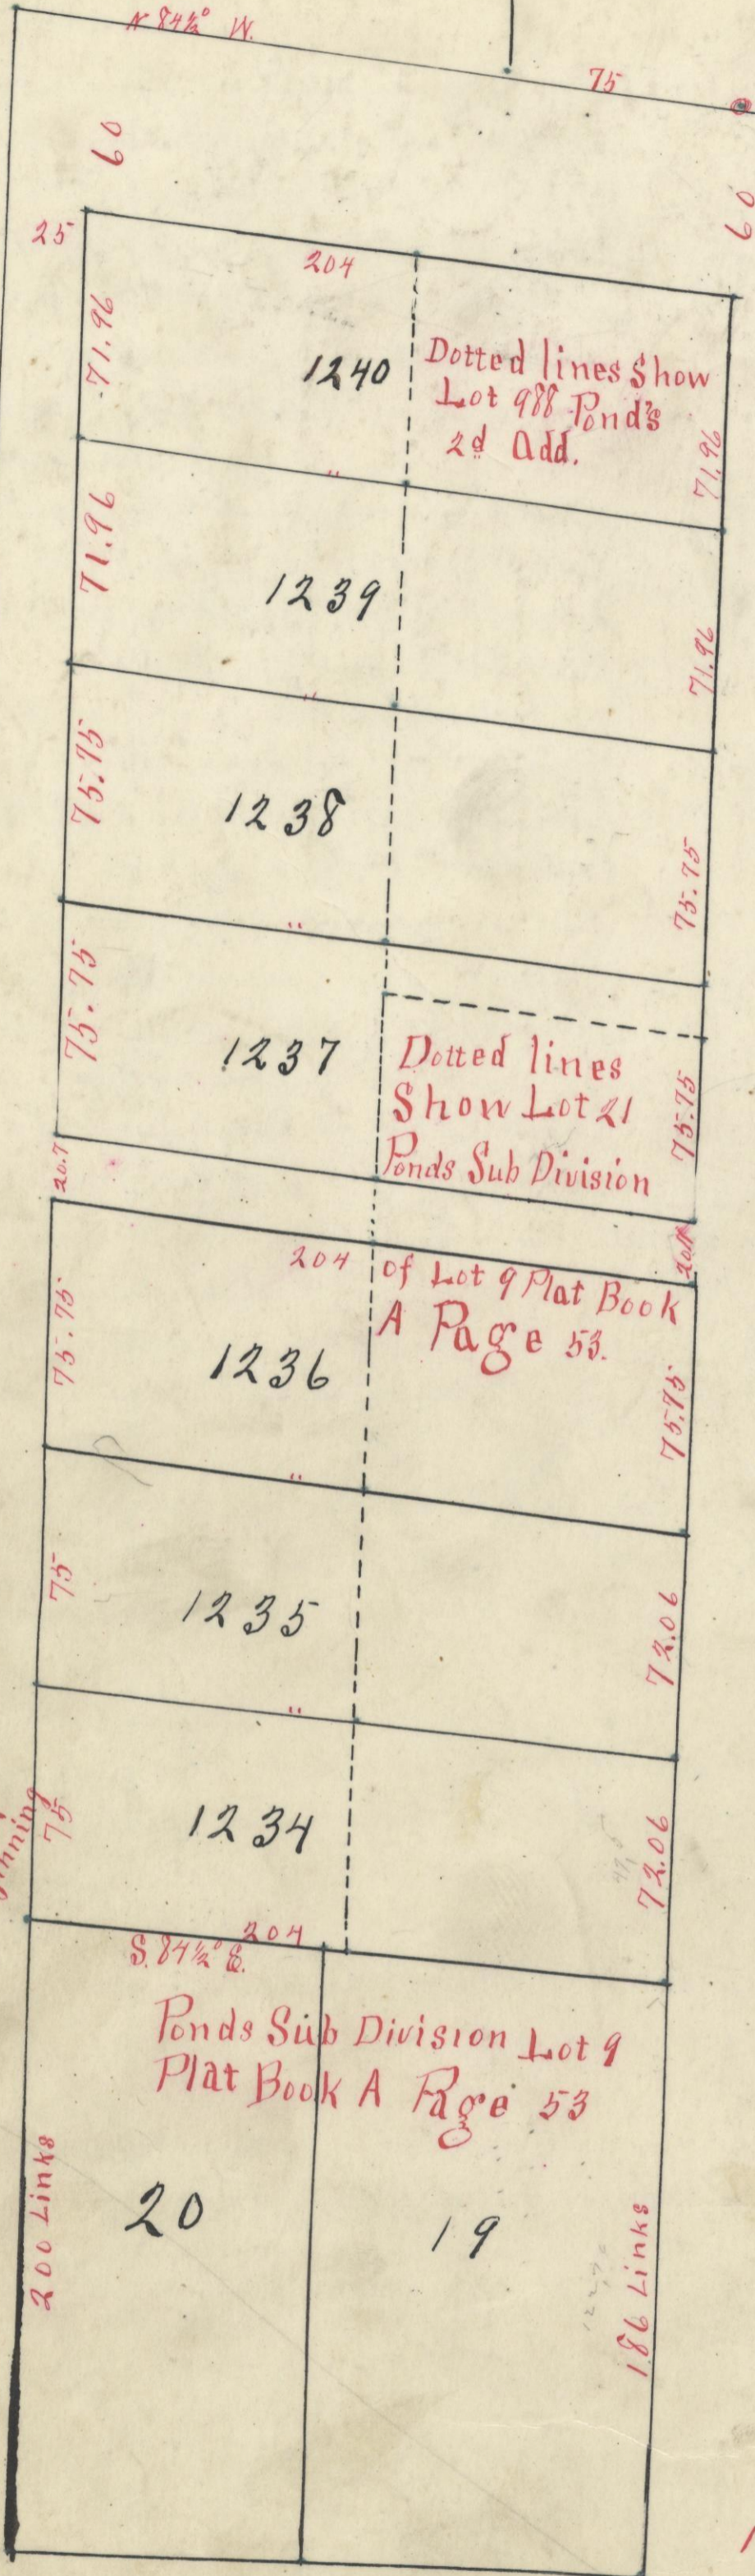 N 84½° W.
75
60
60
25
204
71.96
1240
Dotted lines Show
Lot 988 Pond's
2d Add.
71.96
"
71.96
1239
71.96
"
75.75
1238
75.75
"
75.75
1237
Dotted lines
Show Lot 21
Ponds Sub Division
75.75
20.7
204
of Lot 9 Plat Book
A Page 53.
75.75
1236
75.75
"
75
1235
72.06
"
75
1234
72.06
204
S. 84½° E.
Ponds Sub Division Lot 9
Plat Book A Page 53
200 Links
20
19
186 Links